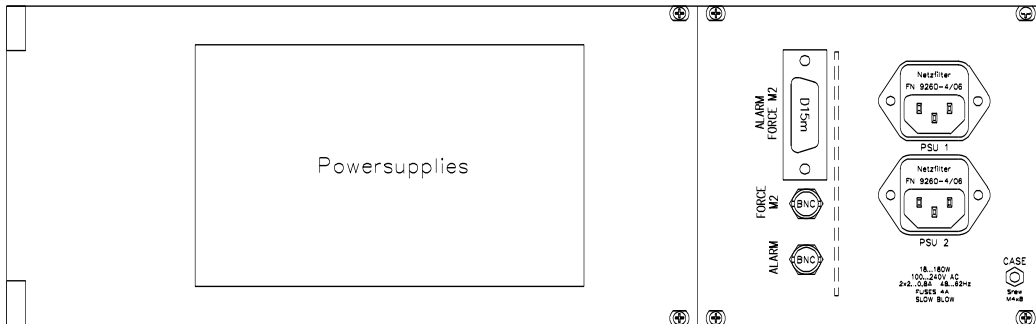 Powersupplies
ALARM
FORCE M2
D15m
FORCE
M2
BNC
ALARM
BNC
Netzfilter
FN 9260-4/06
PSU 1
Netzfilter
FN 9260-4/06
PSU 2
18...180W
100...240V AC
2x2...0.8A 48...62Hz
FUSES 4A
SLOW BLOW
CASE
Srew
M4x8